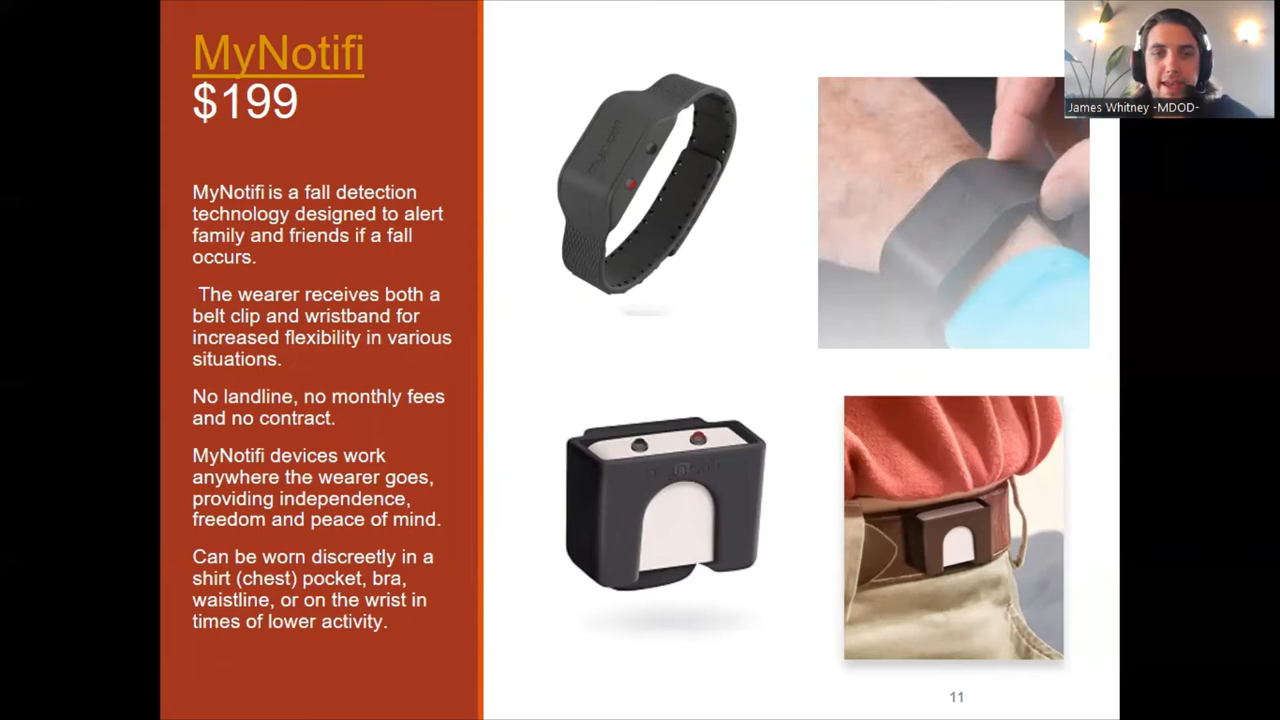 MyNotifi
$199
MyNotifi is a fall detection
technology designed to alert
family and friends if a fall
occurs.
The wearer receives both a
belt clip and wristband for
increased flexibility in various
situations.
No landline, no monthly fees
and no contract.
MyNotifi devices work
anywhere the wearer goes,
providing independence,
freedom and peace of mind.
Can be worn discreetly in a
shirt (chest) pocket, bra,
waistline, or on the wrist in
times of lower activity.
James Whitney -MDOD-
11